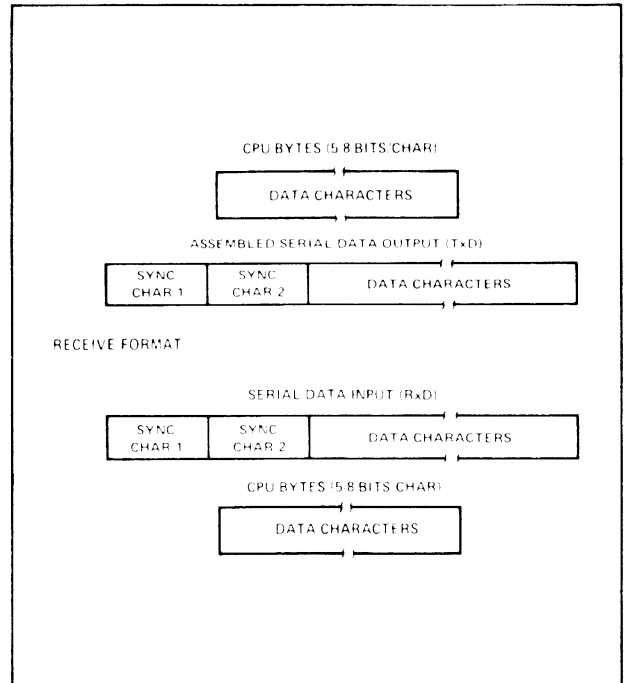 CPU BYTES (5-8 BITS/CHAR)
DATA CHARACTERS
ASSEMBLED SERIAL DATA OUTPUT (TxD)
SYNC CHAR 1
SYNC CHAR 2
DATA CHARACTERS
RECEIVE FORMAT
SERIAL DATA INPUT (RxD)
SYNC CHAR 1
SYNC CHAR 2
DATA CHARACTERS
CPU BYTES (5-8 BITS CHAR)
DATA CHARACTERS